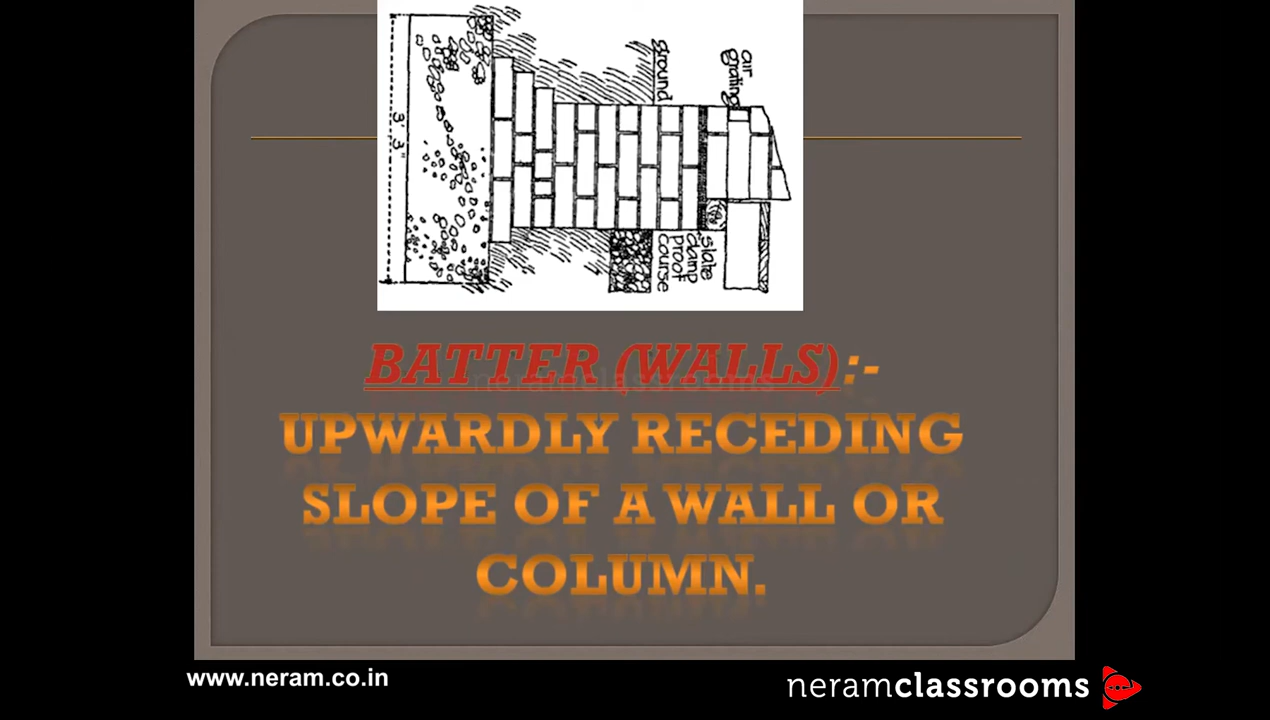 air
grating
ground
3' 3"
slate
damp
proof
course
BATTER (WALLS):-
neramclassrooms
UPWARDLY RECEDING
SLOPE OF A WALL OR
COLUMN.
www.neram.co.in
neramclassrooms